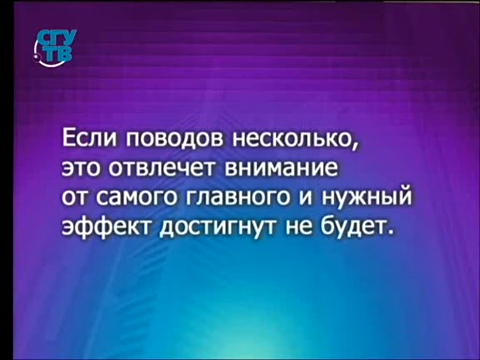 СГУ
ТВ
Если поводов несколько,
это отвлечет внимание
от самого главного и нужный
эффект достигнут не будет.